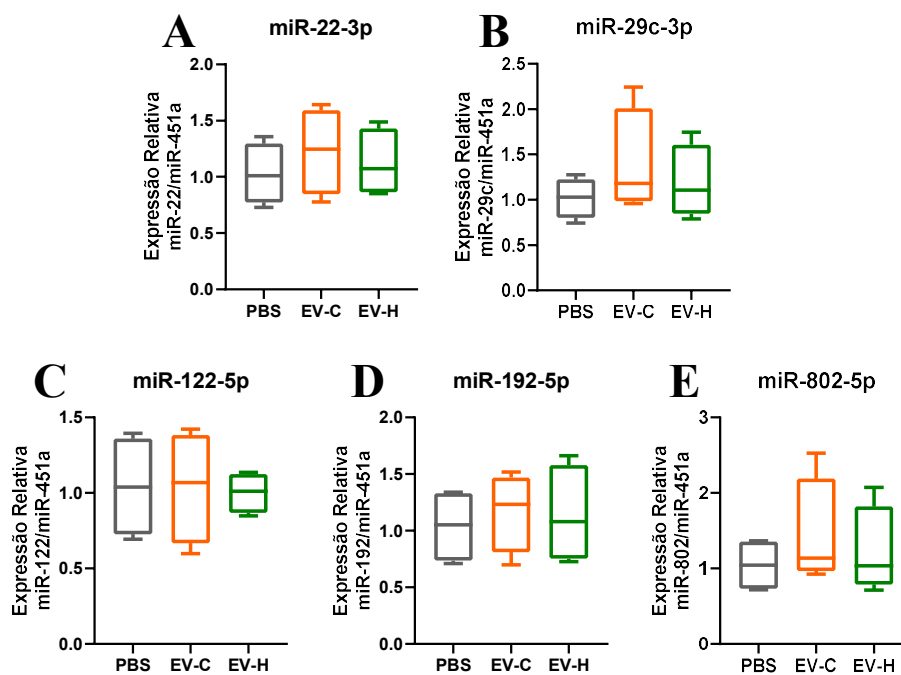 A
miR-22-3p
Expressão Relativa
miR-22/miR-451a
2.0
1.5
1.0
0.5
0.0
PBS
EV-C
EV-H
B
miR-29c-3p
Expressão Relativa
miR-29c/miR-451a
2.5
2.0
1.5
1.0
0.5
0.0
PBS
EV-C
EV-H
C
miR-122-5p
Expressão Relativa
miR-122/miR-451a
1.5
1.0
0.5
0.0
PBS
EV-C
EV-H
D
miR-192-5p
Expressão Relativa
miR-192/miR-451a
2.0
1.5
1.0
0.5
0.0
PBS
EV-C
EV-H
E
miR-802-5p
Expressão Relativa
miR-802/miR-451a
3
2
1
0
PBS
EV-C
EV-H